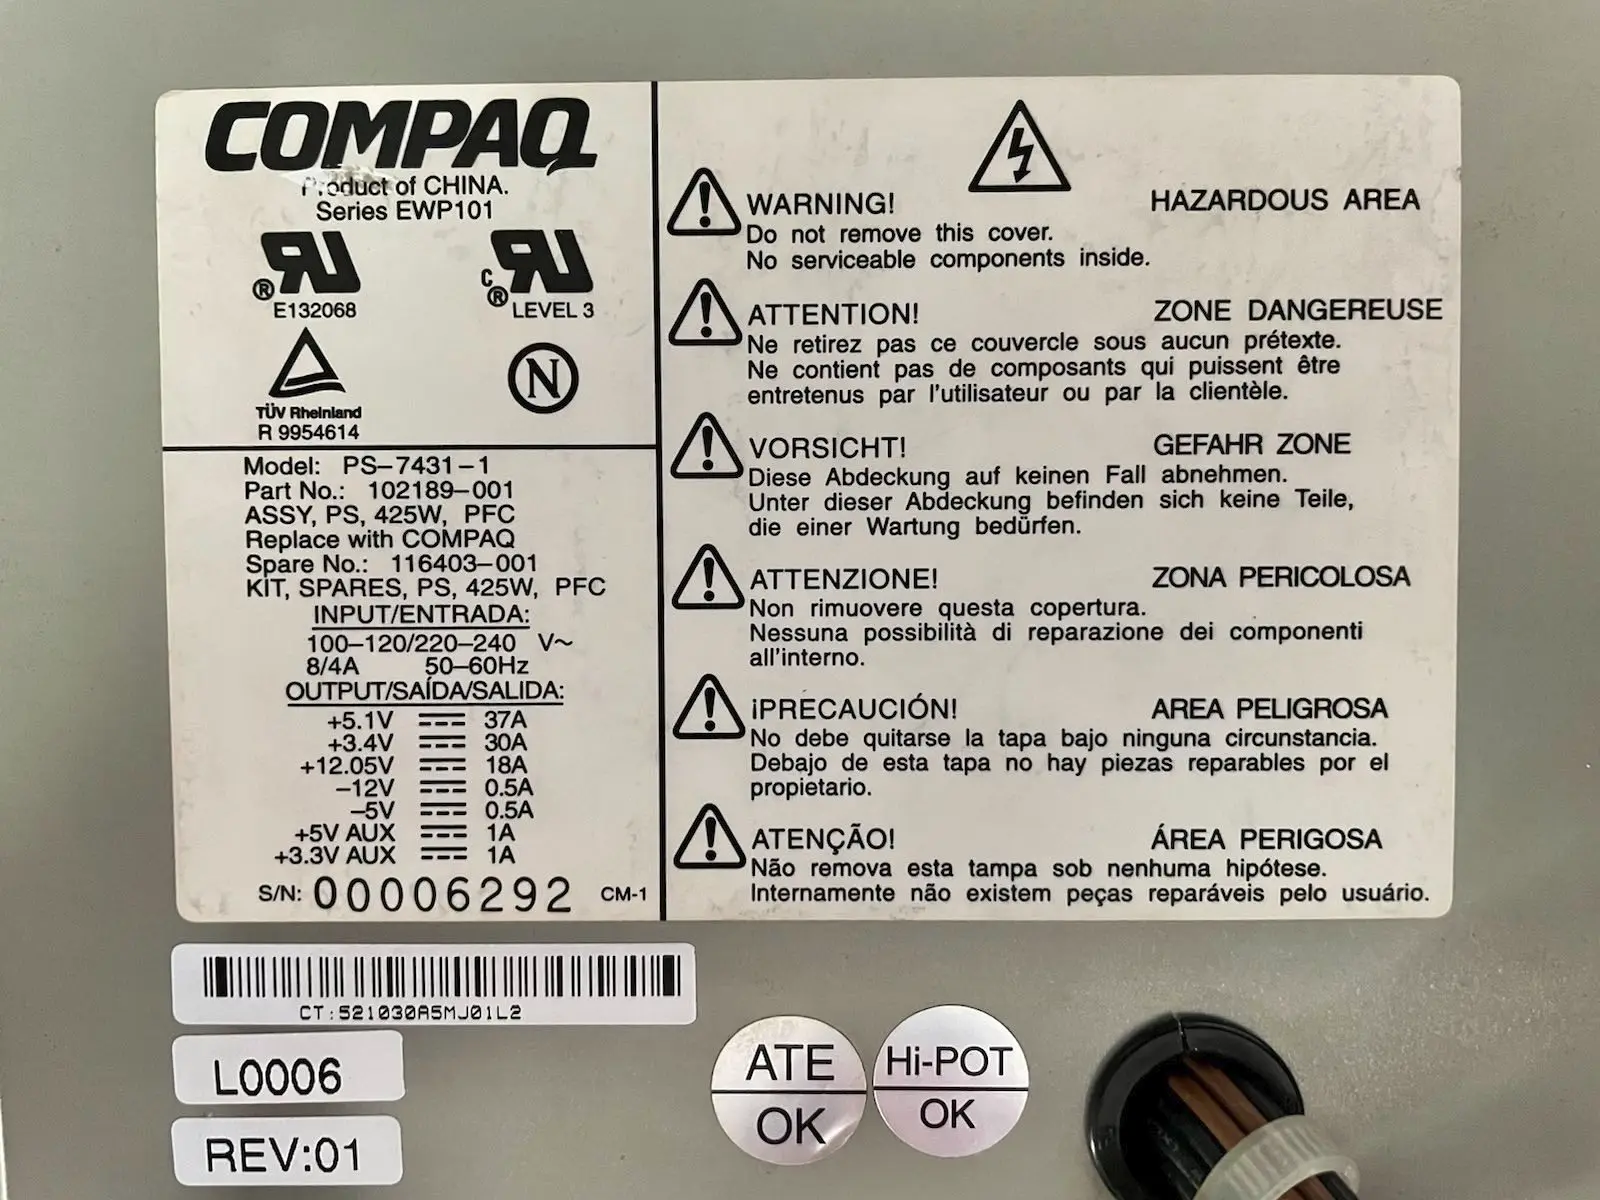 COMPAQ
Product of CHINA.
Series EWP101
E132068
LEVEL 3
TÜV Rheinland
R 9954614
N
Model: PS-7431-1
Part No.: 102189-001
ASSY, PS, 425W, PFC
Replace with COMPAQ
Spare No.: 116403-001
KIT, SPARES, PS, 425W, PFC
INPUT/ENTRADA:
100-120/220-240 V~
8/4A 50-60Hz
OUTPUT/SAÍDA/SALIDA:
+5.1V 37A
+3.4V 30A
+12.05V 18A
-12V 0.5A
-5V 0.5A
+5V AUX 1A
+3.3V AUX 1A
S/N: 00006292 CM-1
WARNING! HAZARDOUS AREA
Do not remove this cover.
No serviceable components inside.
ATTENTION! ZONE DANGEREUSE
Ne retirez pas ce couvercle sous aucun prétexte.
Ne contient pas de composants qui puissent être
entretenus par l'utilisateur ou par la clientèle.
VORSICHT! GEFAHR ZONE
Diese Abdeckung auf keinen Fall abnehmen.
Unter dieser Abdeckung befinden sich keine Teile,
die einer Wartung bedürfen.
ATTENZIONE! ZONA PERICOLOSA
Non rimuovere questa copertura.
Nessuna possibilità di reparazione dei componenti
all'interno.
¡PRECAUCIÓN! AREA PELIGROSA
No debe quitarse la tapa bajo ninguna circunstancia.
Debajo de esta tapa no hay piezas reparables por el
propietario.
ATENÇÃO! ÁREA PERIGOSA
Não remova esta tampa sob nenhuma hipótese.
Internamente não existem peças reparáveis pelo usuário.
CT:521030A5MJ01L2
L0006
REV:01
ATE
OK
Hi-POT
OK